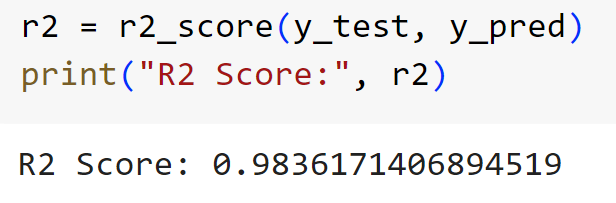 r2 = r2_score(y_test, y_pred)
print("R2 Score:", r2)
R2 Score: 0.9836171406894519